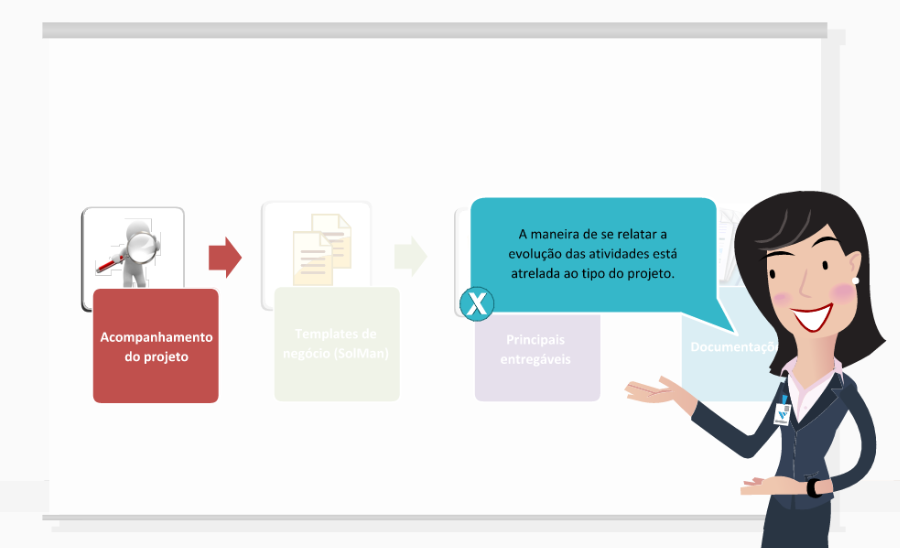 A maneira de se relatar a
evolução das atividades está
atrelada ao tipo do projeto.
X
Acompanhamento
do projeto
Templates de
negócio (SolMan)
Principais
entregáveis